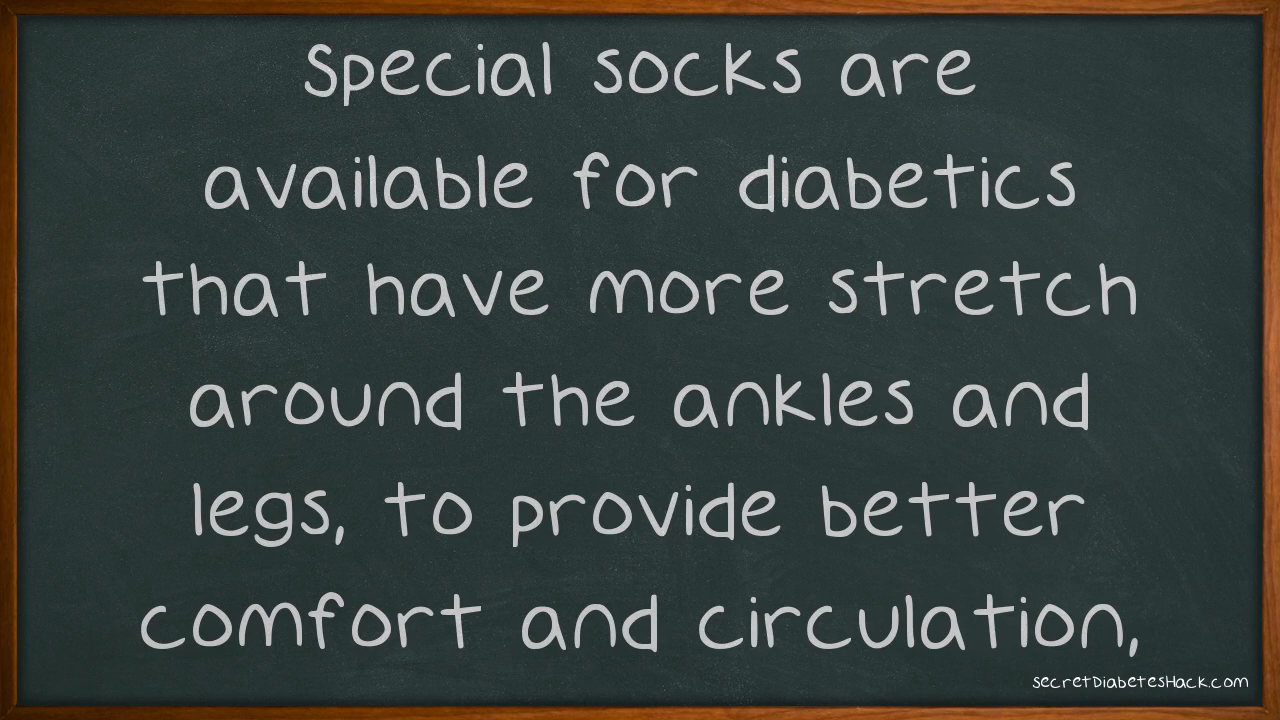 Special socks are
available for diabetics
that have more stretch
around the ankles and
legs, to provide better
comfort and circulation,
secretDiabetesHack.com